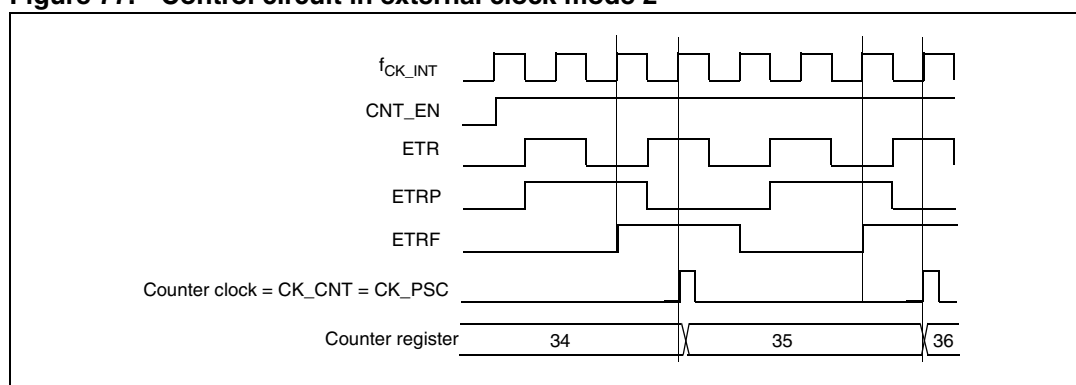 Figure 77. Control circuit in external clock mode 2
fCK_INT
CNT_EN
ETR
ETRP
ETRF
Counter clock = CK_CNT = CK_PSC
Counter register 34 35 36